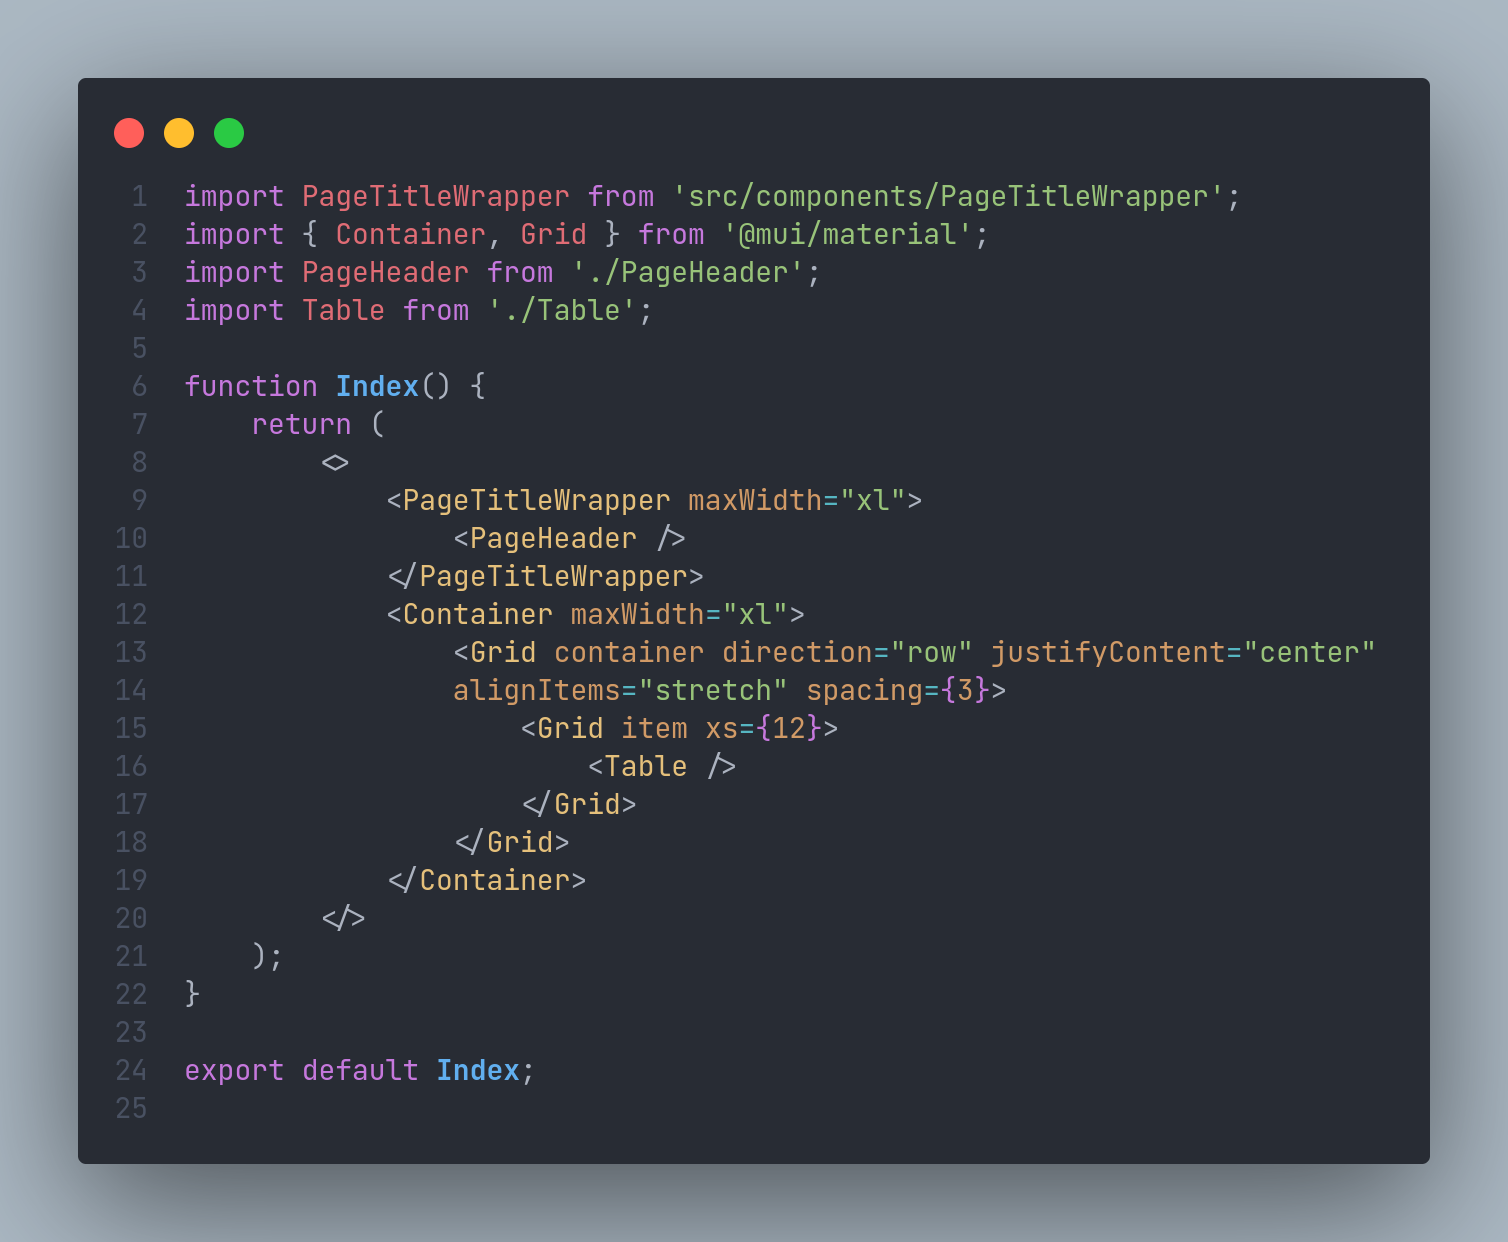 1 import PageTitleWrapper from 'src/components/PageTitleWrapper';
2 import { Container, Grid } from '@mui/material';
3 import PageHeader from './PageHeader';
4 import Table from './Table';
5
6 function Index() {
7     return (
8         <>
9             <PageTitleWrapper maxWidth="xl">
10                 <PageHeader />
11             </PageTitleWrapper>
12             <Container maxWidth="xl">
13                 <Grid container direction="row" justifyContent="center"
14                 alignItems="stretch" spacing={3}>
15                     <Grid item xs={12}>
16                         <Table />
17                     </Grid>
18                 </Grid>
19             </Container>
20         </>
21     );
22 }
23
24 export default Index;
25